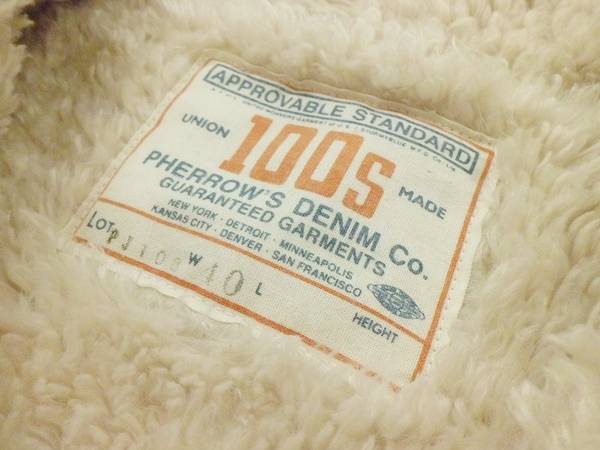 APPROVABLE STANDARD
UNION 100S MADE
PHERROW'S DENIM Co.
GUARANTEED GARMENTS
NEW YORK · DETROIT · MINNEAPOLIS
KANSAS CITY · DENVER · SAN FRANCISCO
LOT. W 40 L HEIGHT